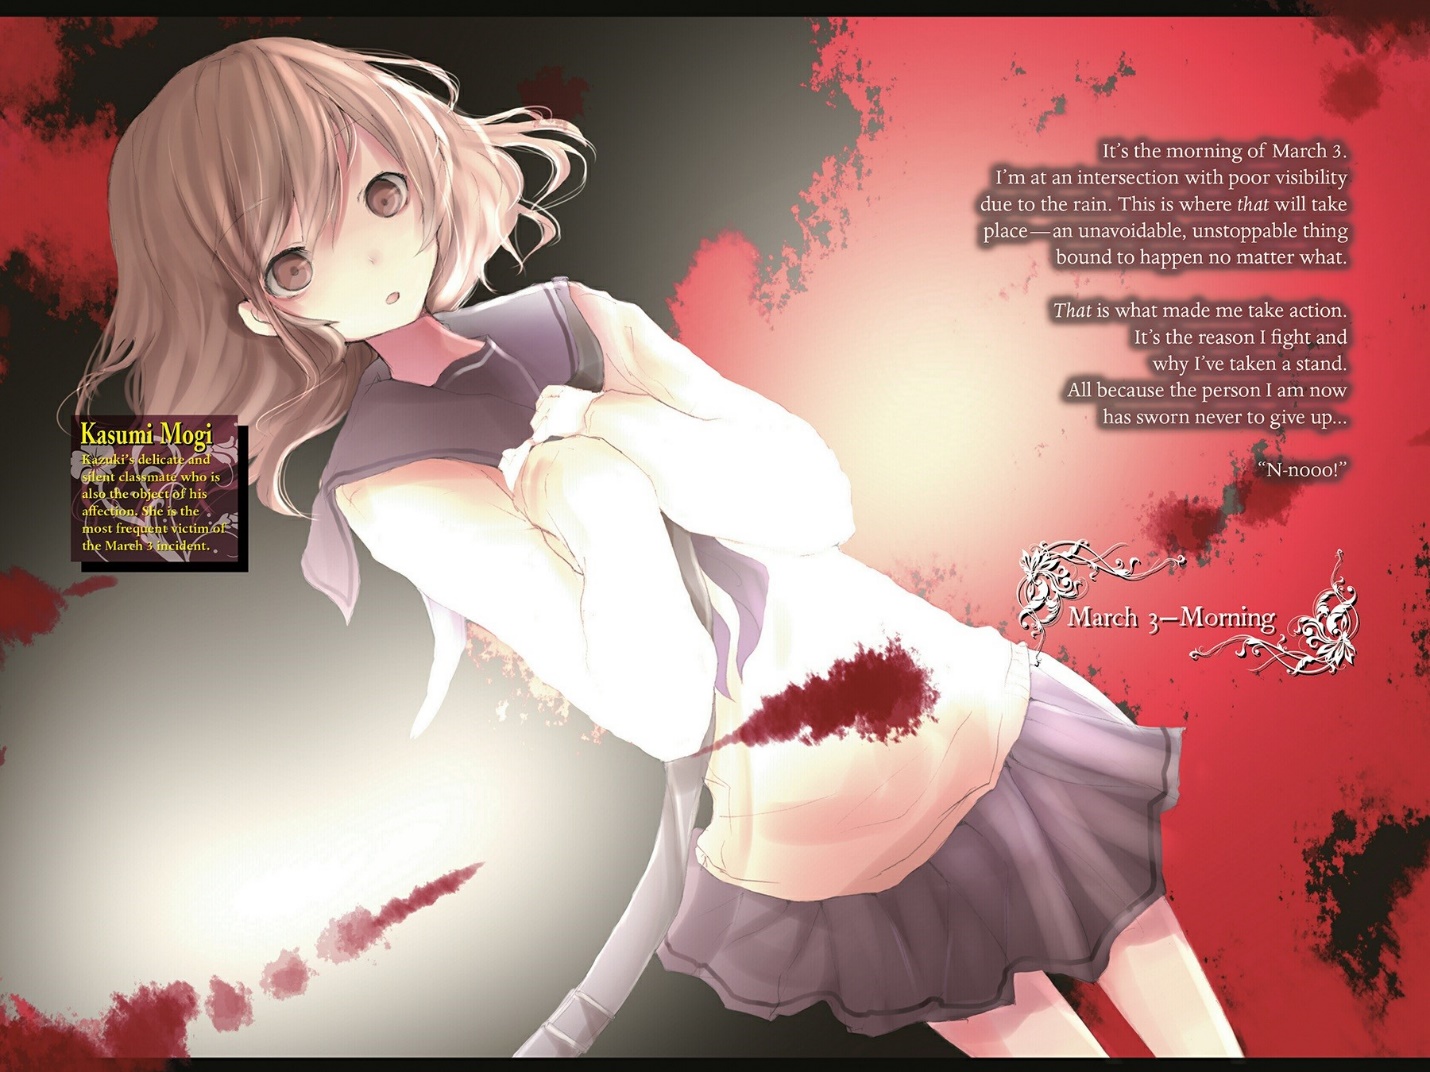 Kasumi Mogi
Kazuki's delicate and
silent classmate who is
also the object of his
affection. She is the
most frequent victim of
the March 3 incident.
It's the morning of March 3.
I'm at an intersection with poor visibility
due to the rain. This is where that will take
place—an unavoidable, unstoppable thing
bound to happen no matter what.
That is what made me take action.
It's the reason I fight and
why I've taken a stand.
All because the person I am now
has sworn never to give up...
“N-nooo!”
March 3—Morning